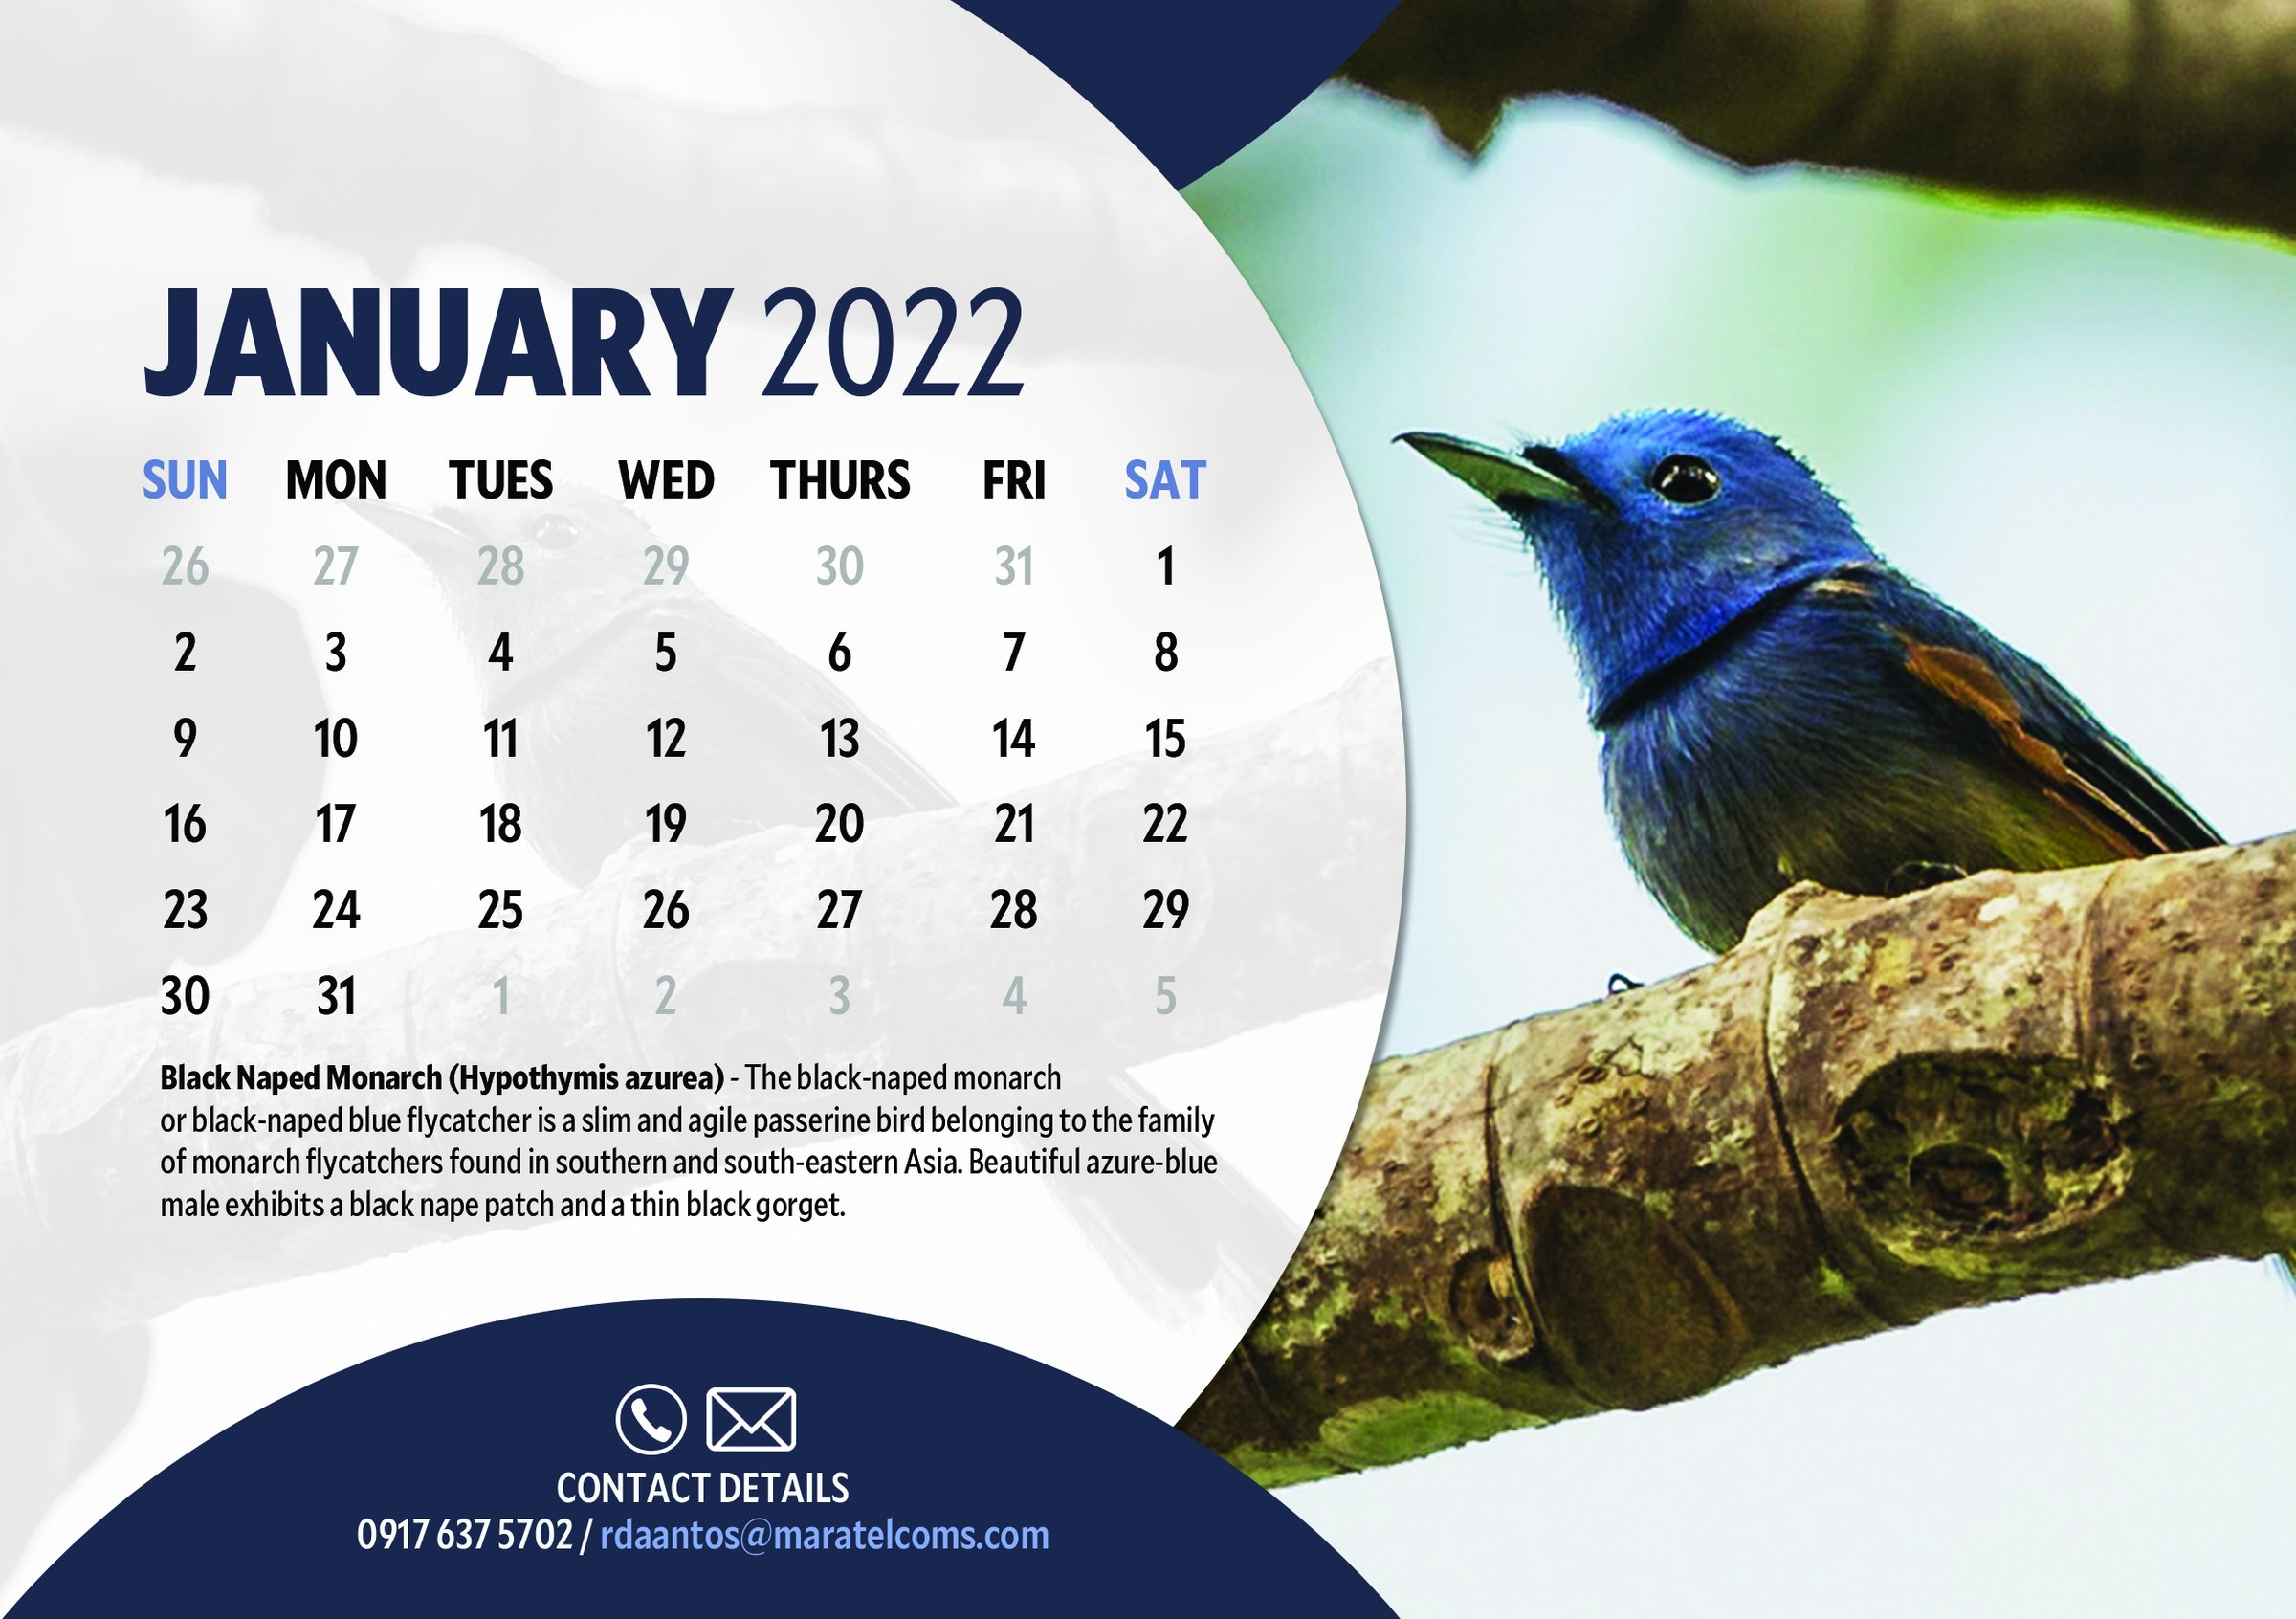 JANUARY 2022
SUN MON TUES WED THURS FRI SAT
26 27 28 29 30 31 1
2 3 4 5 6 7 8
9 10 11 12 13 14 15
16 17 18 19 20 21 22
23 24 25 26 27 28 29
30 31 1 2 3 4 5
Black Naped Monarch (Hypothymis azurea) - The black-naped monarch
or black-naped blue flycatcher is a slim and agile passerine bird belonging to the family
of monarch flycatchers found in southern and south-eastern Asia. Beautiful azure-blue
male exhibits a black nape patch and a thin black gorget.
CONTACT DETAILS
0917 637 5702 / rdaantos@maratelcoms.com